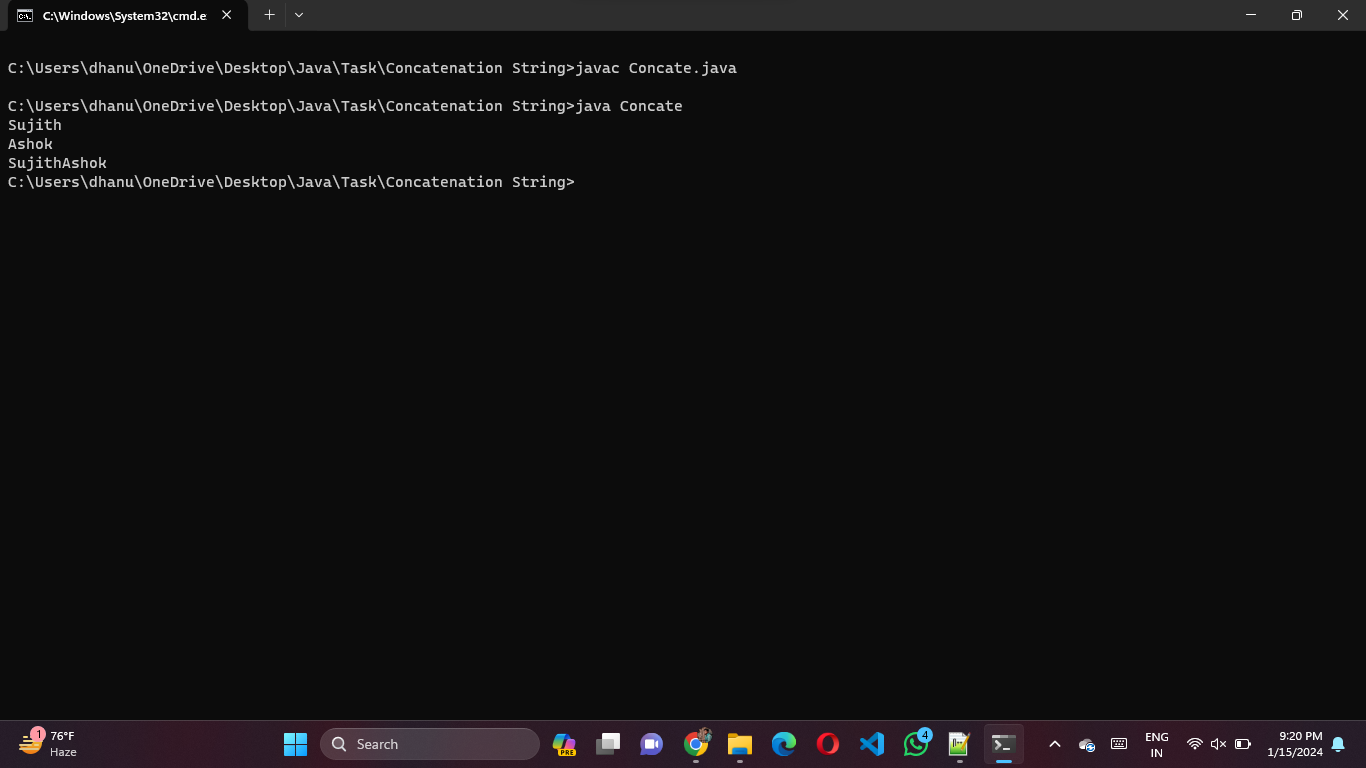 C:\Windows\System32\cmd.e
C:\Users\dhanu\OneDrive\Desktop\Java\Task\Concatenation String>javac Concate.java
C:\Users\dhanu\OneDrive\Desktop\Java\Task\Concatenation String>java Concate
Sujith
Ashok
SujithAshok
C:\Users\dhanu\OneDrive\Desktop\Java\Task\Concatenation String>
1
76°F
Haze
Search
PRE
4
ENG
IN
9:20 PM
1/15/2024